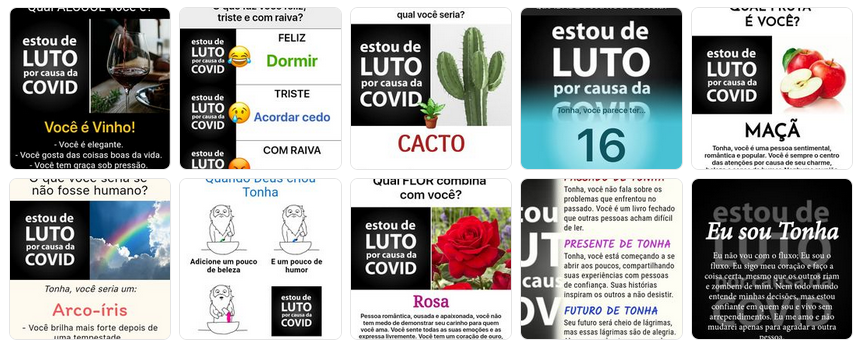 Qual ÁLCOOL você é?
estou de
LUTO
por causa da
COVID
Você é Vinho!
- Você é elegante.
- Você gosta das coisas boas da vida.
- Você tem graça sob pressão.
triste e com raiva?
estou de
LUTO
por causa da
COVID
FELIZ
Dormir
estou de
LUTO
por causa da
COVID
TRISTE
Acordar cedo
estou de
LUTO
por causa da
COM RAIVA
qual você seria?
estou de
LUTO
por causa da
COVID
CACTO
estou de
LUTO
por causa da
COVID
Tonha, você parece ter...
16
QUAL FRUTA
É VOCÊ?
estou de
LUTO
por causa da
COVID
MAÇÃ
Tonha, você é uma pessoa sentimental,
romântica e popular. Você é sempre o centro
das atenções por causa de seu charme,
O que você seria se
não fosse humano?
estou de
LUTO
por causa da
COVID
Tonha, você seria um:
Arco-íris
- Você brilha mais forte depois de
uma tempestade.
Quando Deus criou
Tonha
Adicione um pouco
de beleza
E um pouco de
humor
estou de
LUTO
por causa da
COVID
Qual FLOR combina
com você?
estou de
LUTO
por causa da
COVID
Rosa
Pessoa romântica, ousada e apaixonada, você não
tem medo de demonstrar seu carinho para quem
você ama. Você sente todas as suas emoções e as
expressa livremente. Você tem um coração de ouro,
PASSADO DE TONHA
Tonha, você não fala sobre os
problemas que enfrentou no
passado. Você é um livro fechado
que outras pessoas acham difícil
de ler.
PRESENTE DE TONHA
Tonha, você está começando a se
abrir aos poucos, compartilhando
suas experiências com pessoas
de confiança. Suas histórias
inspiram os outros a não desistir.
FUTURO DE TONHA
Seu futuro será cheio de lágrimas,
mas essas lágrimas são de alegria.
estou de
LUTO
por causa da
COVID
Eu sou Tonha
Eu não vou com o fluxo; Eu sou o
fluxo. Eu sigo meu coração e faço a
coisa certa, mesmo que os outros riam
e zombem de mim. Nem todo mundo
entende minhas decisões, mas estou
confiante em quem sou e no que sou
verdadeiramente. Eu me amo e não
mudarei apenas para agradar a outra
pessoa.